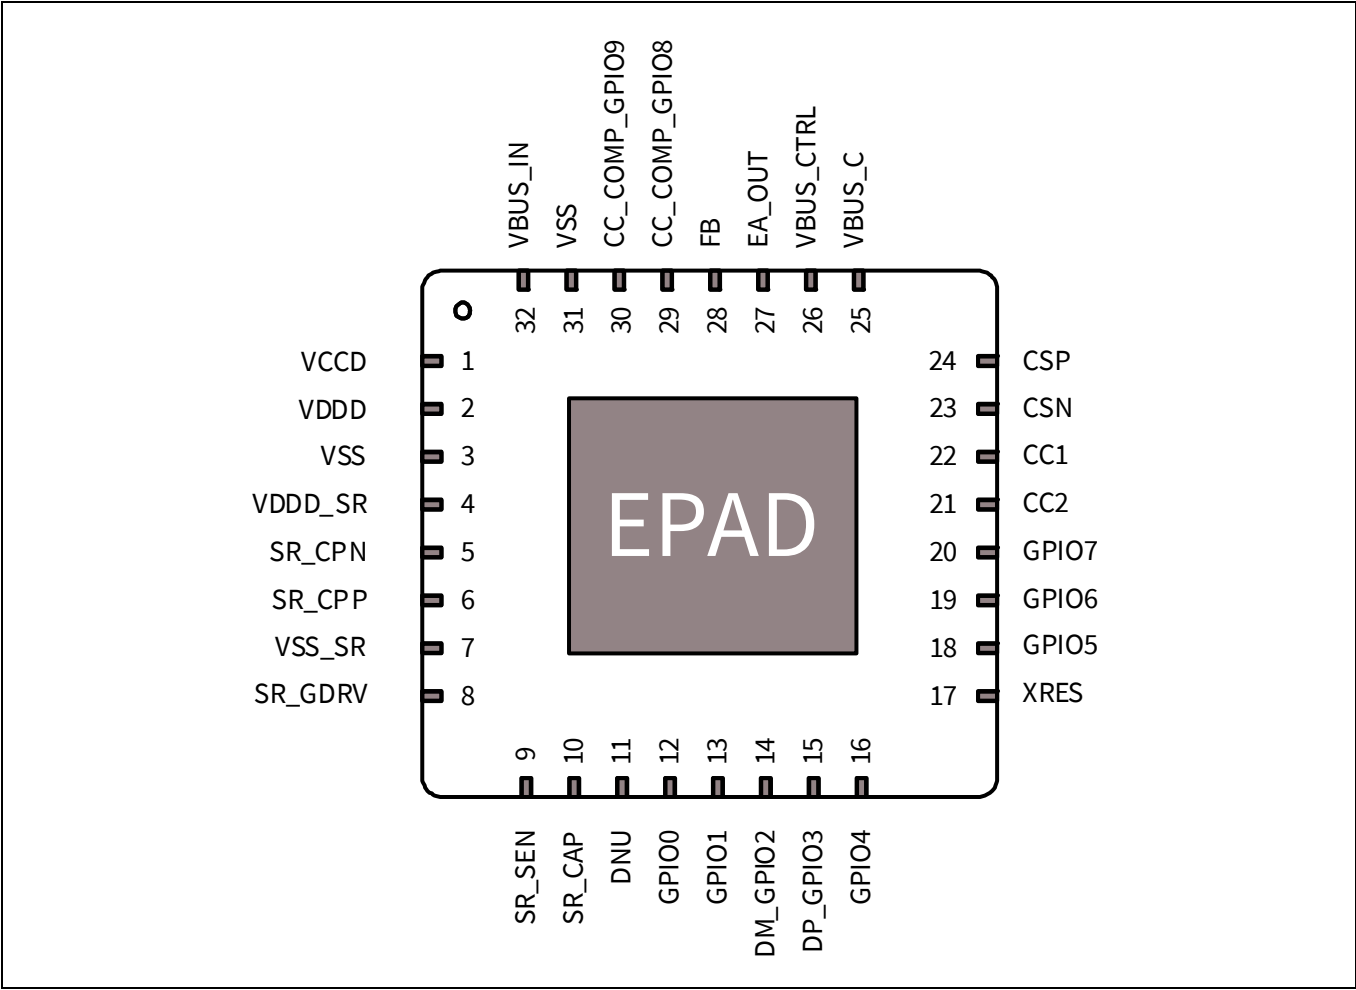 VBUS_IN
VSS
CC_COMP_GPIO9
CC_COMP_GPIO8
FB
EA_OUT
VBUS_CTRL
VBUS_C
32
31
30
29
28
27
26
25
VCCD 1
VDDD 2
VSS 3
VDDD_SR 4
SR_CPN 5
SR_CPP 6
VSS_SR 7
SR_GDRV 8
EPAD
24 CSP
23 CSN
22 CC1
21 CC2
20 GPIO7
19 GPIO6
18 GPIO5
17 XRES
9
10
11
12
13
14
15
16
SR_SEN
SR_CAP
DNU
GPIO0
GPIO1
DM_GPIO2
DP_GPIO3
GPIO4